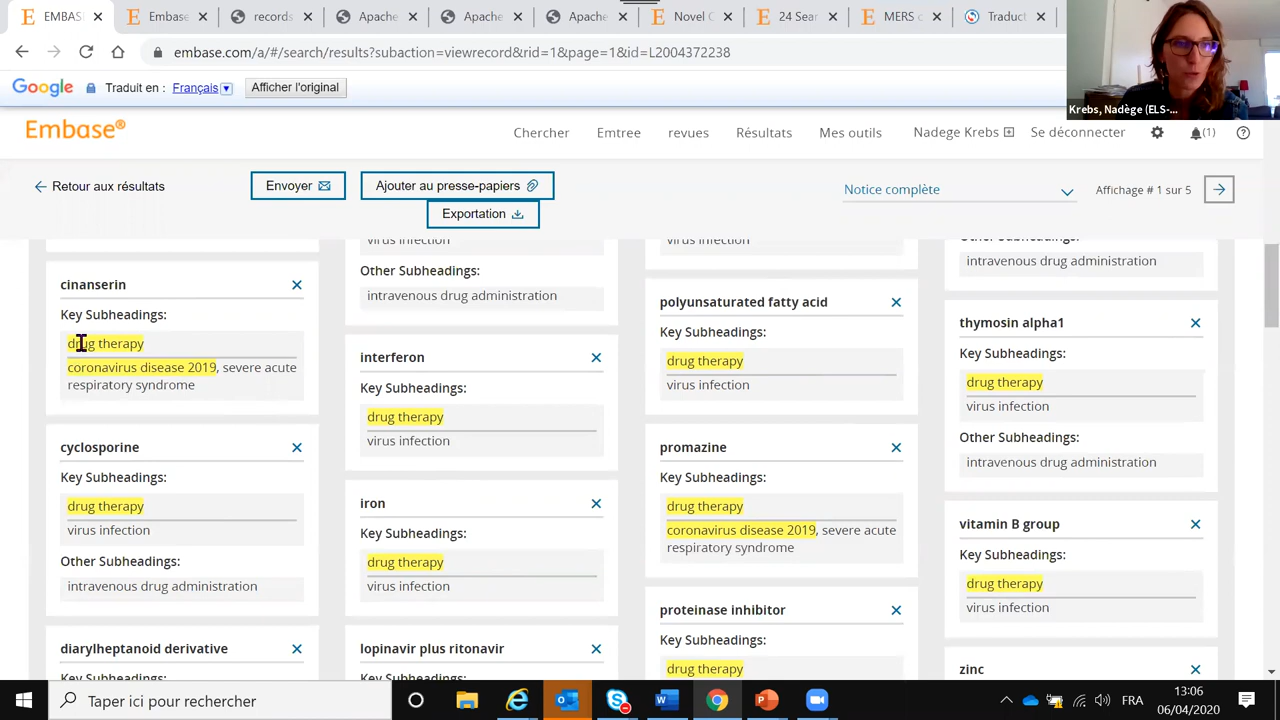 EMBAS
Embase
records
Apache
Apache
Apache
Novel C
24 Sear
MERS c
Traduct
embase.com/a/#/search/results?subaction=viewrecord&rid=1&page=1&id=L2004372238
Google
Traduit en :
Français
Afficher l'original
Krebs, Nadège (ELS-...
Embase®
Chercher
Emtree
revues
Résultats
Mes outils
Nadege Krebs
Se déconnecter
(1)
Retour aux résultats
Envoyer
Ajouter au presse-papiers
Exportation
Notice complète
Affichage # 1 sur 5
cinanserin
Key Subheadings:
drug therapy
coronavirus disease 2019, severe acute
respiratory syndrome
cyclosporine
Key Subheadings:
drug therapy
virus infection
Other Subheadings:
intravenous drug administration
diarylheptanoid derivative
Key Subheadings:
virus infection
Other Subheadings:
intravenous drug administration
interferon
Key Subheadings:
drug therapy
virus infection
iron
Key Subheadings:
drug therapy
virus infection
lopinavir plus ritonavir
Key Subheadings:
virus infection
polyunsaturated fatty acid
Key Subheadings:
drug therapy
virus infection
promazine
Key Subheadings:
drug therapy
coronavirus disease 2019, severe acute
respiratory syndrome
proteinase inhibitor
Key Subheadings:
drug therapy
Other Subheadings:
intravenous drug administration
thymosin alpha1
Key Subheadings:
drug therapy
virus infection
Other Subheadings:
intravenous drug administration
vitamin B group
Key Subheadings:
drug therapy
virus infection
zinc
Taper ici pour rechercher
FRA
13:06
06/04/2020